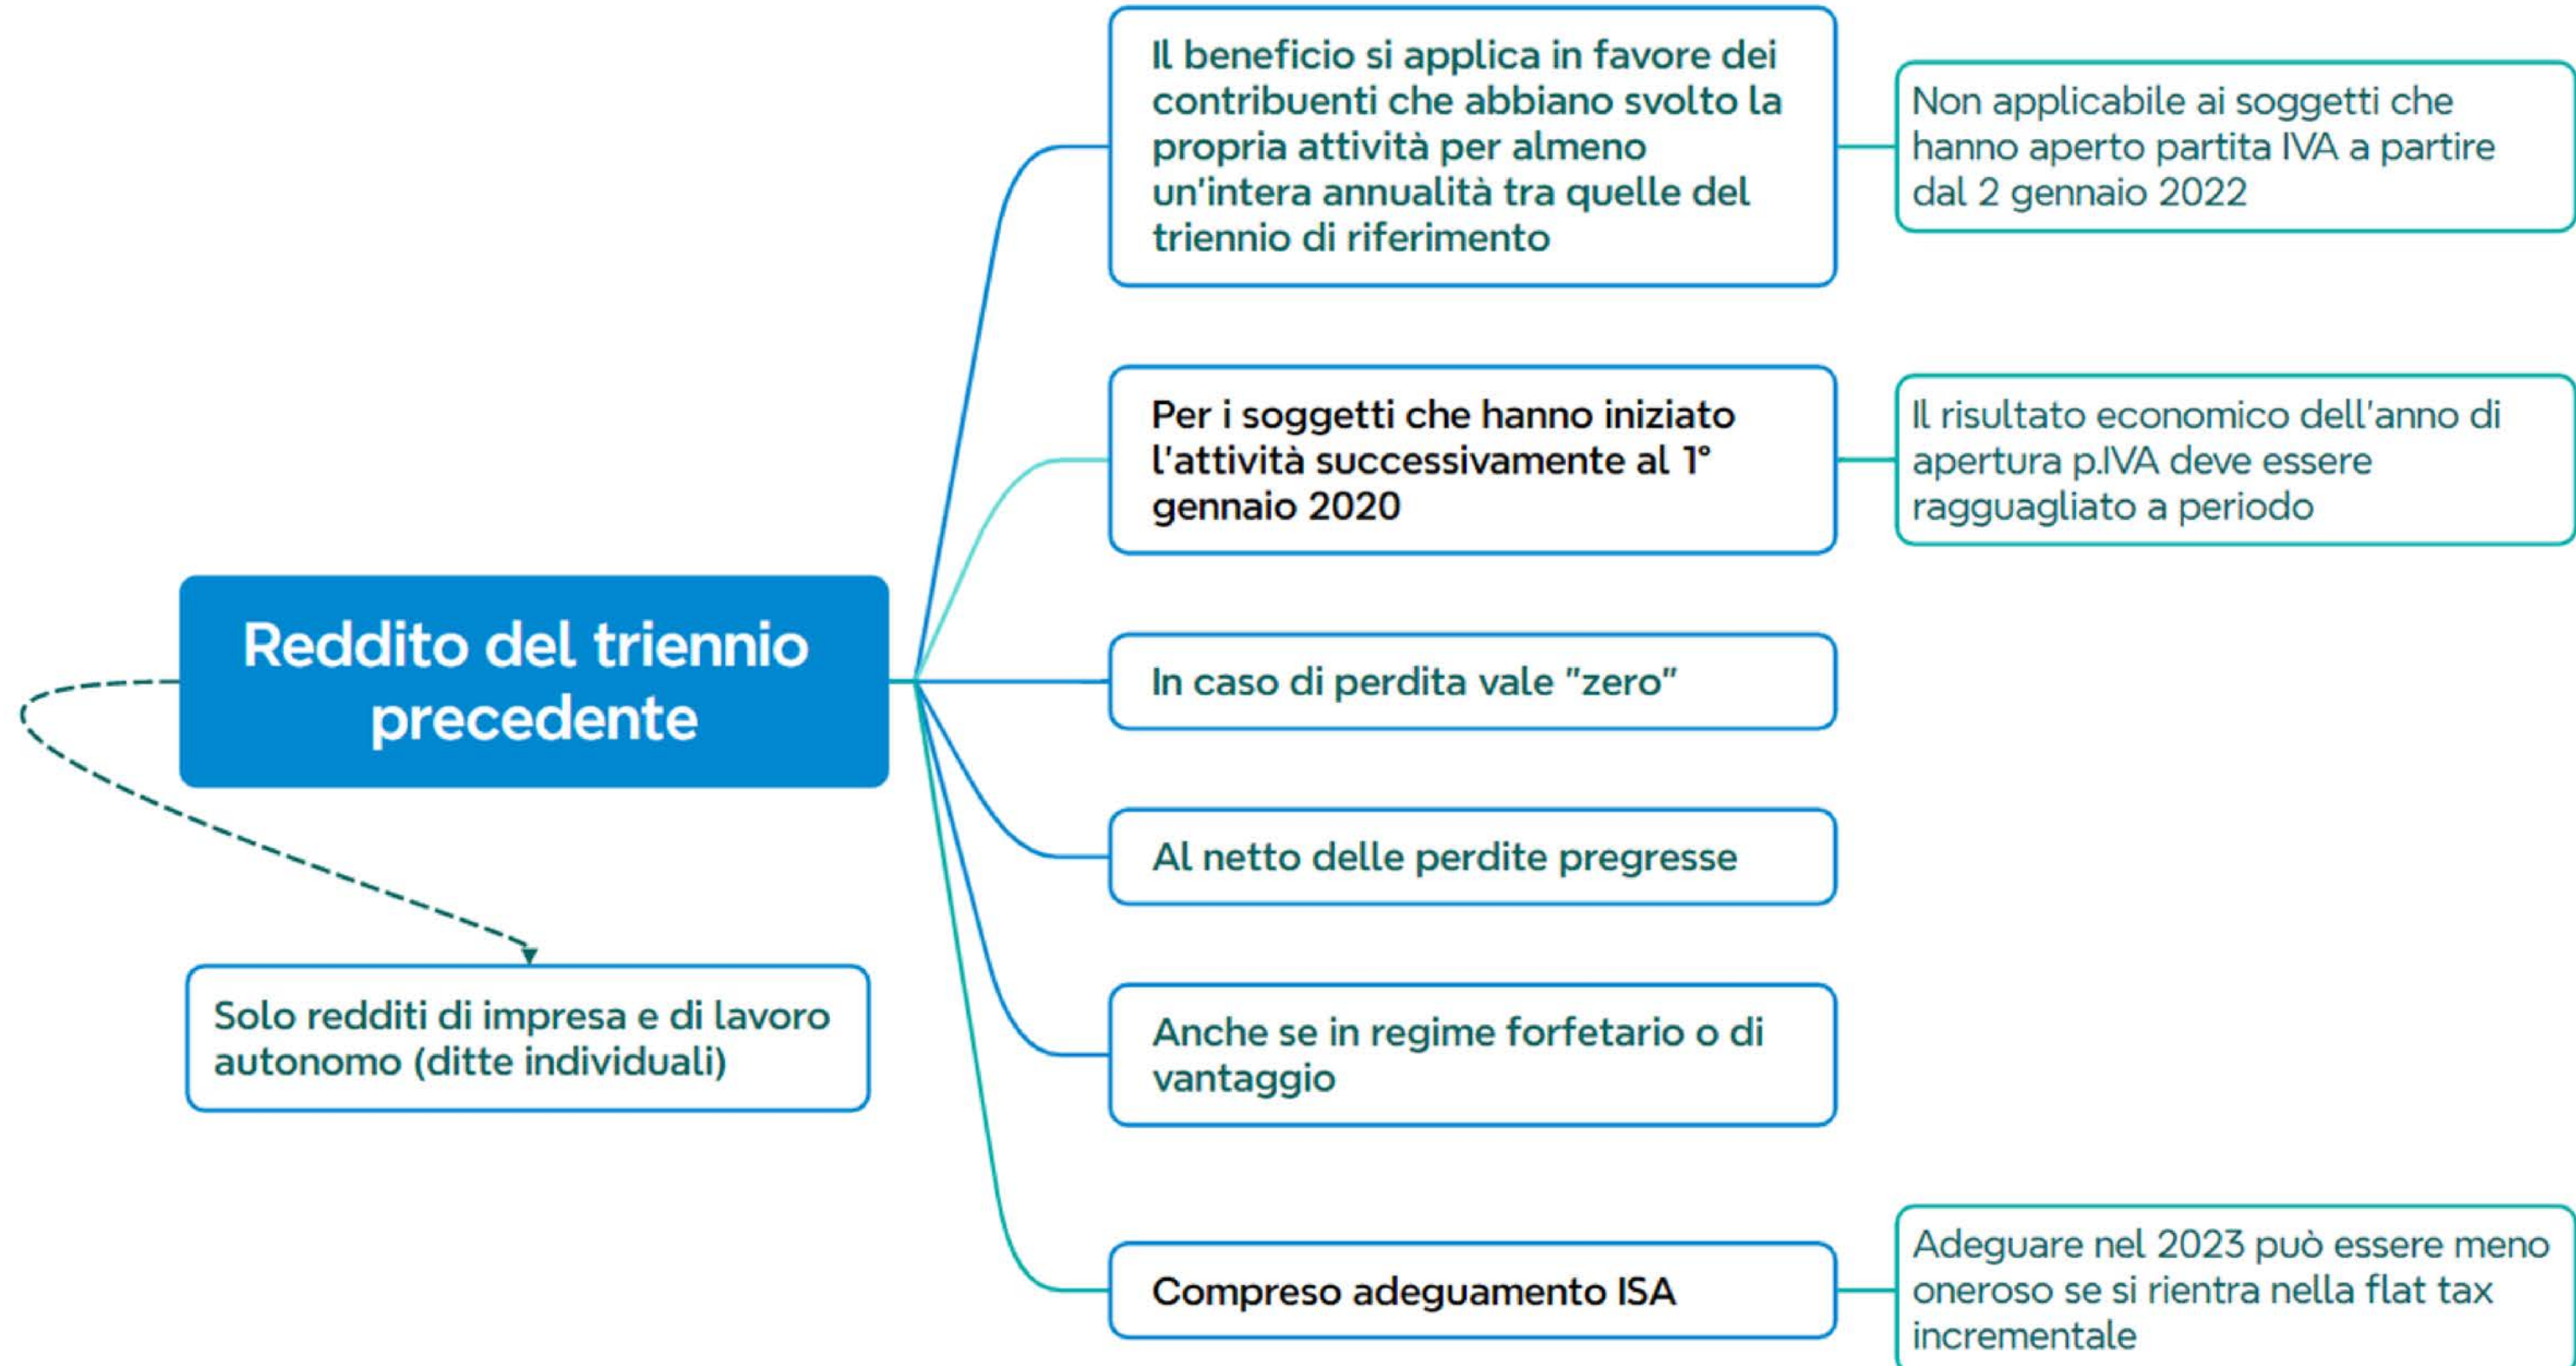 Reddito del triennio
precedente
Solo redditi di impresa e di lavoro
autonomo (ditte individuali)
Il beneficio si applica in favore dei
contribuenti che abbiano svolto la
propria attività per almeno
un'intera annualità tra quelle del
triennio di riferimento
Non applicabile ai soggetti che
hanno aperto partita IVA a partire
dal 2 gennaio 2022
Per i soggetti che hanno iniziato
l'attività successivamente al 1°
gennaio 2020
Il risultato economico dell'anno di
apertura p.IVA deve essere
ragguagliato a periodo
In caso di perdita vale "zero"
Al netto delle perdite pregresse
Anche se in regime forfetario o di
vantaggio
Compreso adeguamento ISA
Adeguare nel 2023 può essere meno
oneroso se si rientra nella flat tax
incrementale